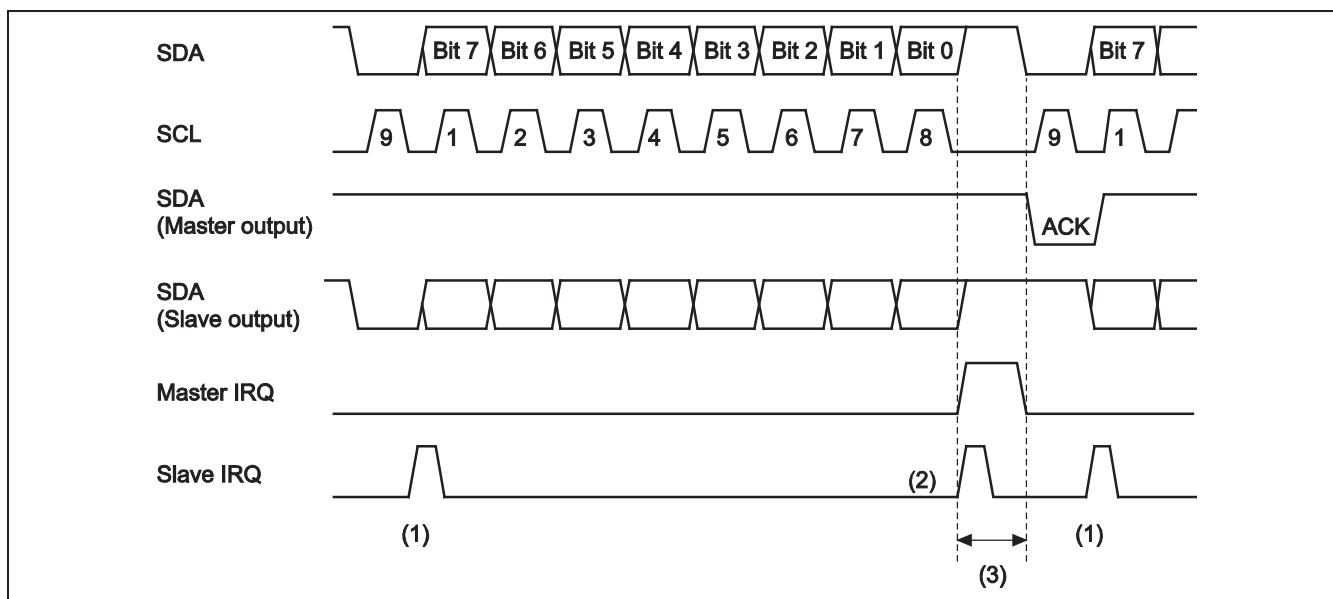 SDA
Bit 7 Bit 6 Bit 5 Bit 4 Bit 3 Bit 2 Bit 1 Bit 0 Bit 7
SCL
9 1 2 3 4 5 6 7 8 9 1
SDA
(Master output)
ACK
SDA
(Slave output)
Master IRQ
Slave IRQ
(2)
(1) (1)
(3)